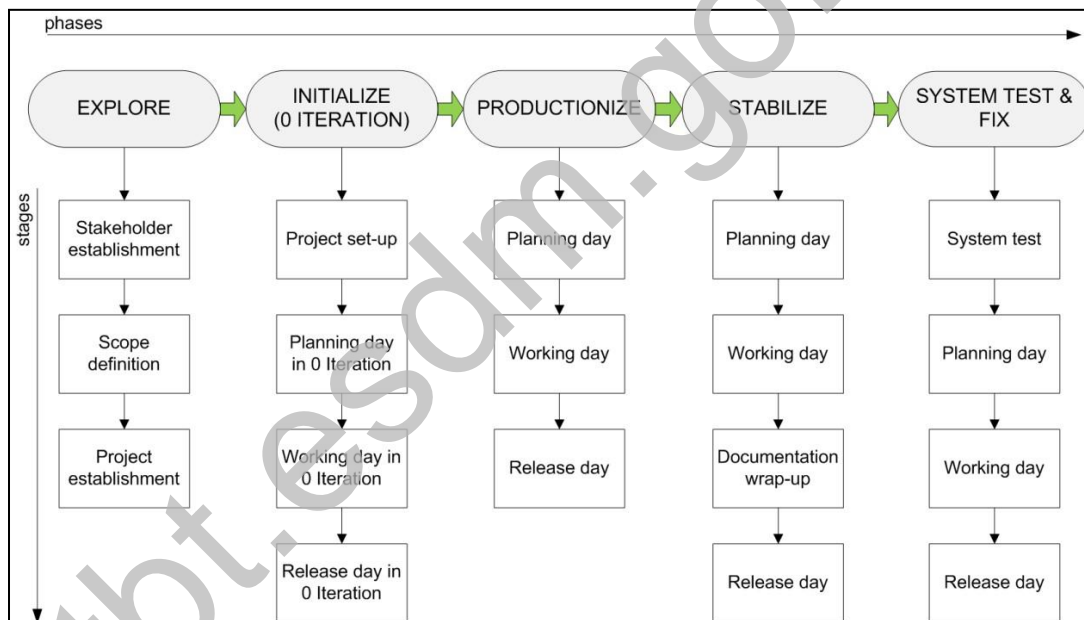 phases
EXPLORE
INITIALIZE
(0 ITERATION)
PRODUCTIONIZE
STABILIZE
SYSTEM TEST &
FIX
stages
Stakeholder
establishment
Project set-up
Planning day
Planning day
System test
Scope
definition
Planning day
in 0 Iteration
Working day
Working day
Planning day
Project
establishment
Working day in
0 Iteration
Release day
Documentation
wrap-up
Working day
Release day in
0 Iteration
Release day
Release day
tbt.esdm.go